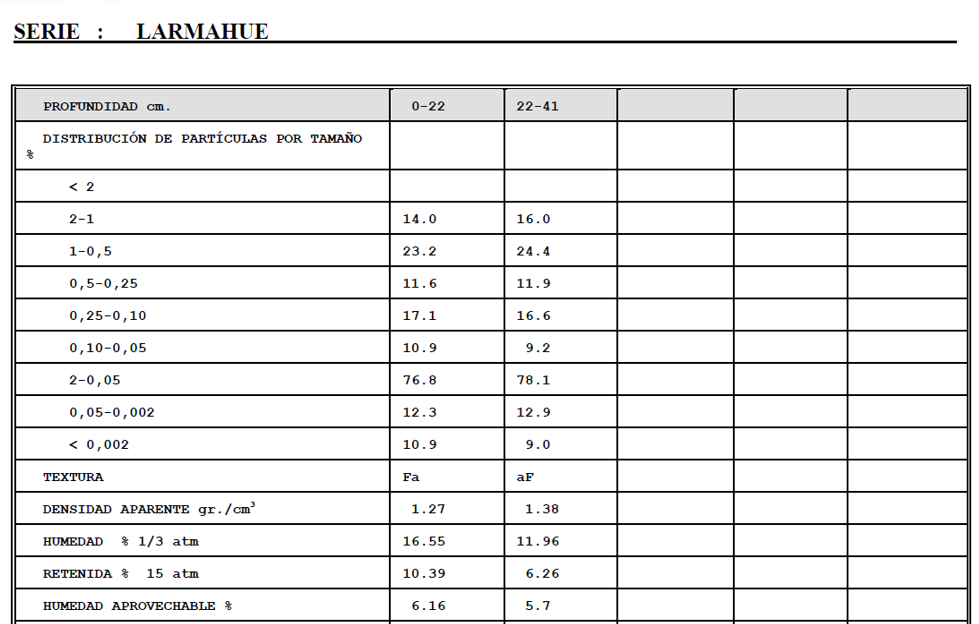 SERIE : LARMAHUE
PROFUNDIDAD cm. 0-22 22-41
DISTRIBUCIÓN DE PARTÍCULAS POR TAMAÑO
%
< 2
2-1 14.0 16.0
1-0,5 23.2 24.4
0,5-0,25 11.6 11.9
0,25-0,10 17.1 16.6
0,10-0,05 10.9 9.2
2-0,05 76.8 78.1
0,05-0,002 12.3 12.9
< 0,002 10.9 9.0
TEXTURA Fa aF
DENSIDAD APARENTE gr./cm³ 1.27 1.38
HUMEDAD % 1/3 atm 16.55 11.96
RETENIDA % 15 atm 10.39 6.26
HUMEDAD APROVECHABLE % 6.16 5.7